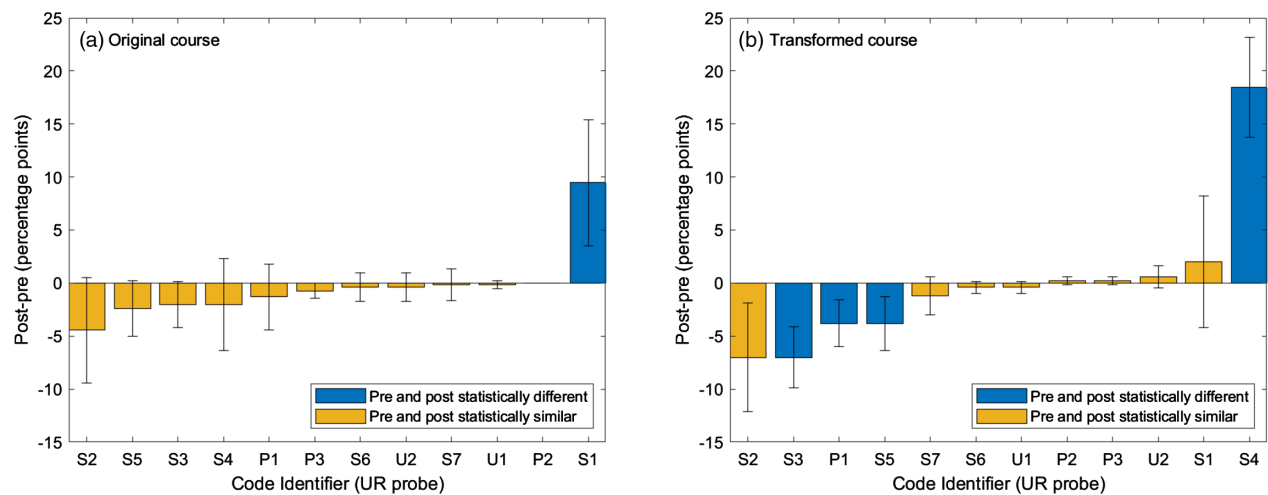 (a) Original course
25
20
15
10
5
0
-5
-10
-15
Post-pre (percentage points)
Pre and post statistically different
Pre and post statistically similar
S2 S5 S3 S4 P1 P3 S6 U2 S7 U1 P2 S1
Code Identifier (UR probe)
(b) Transformed course
25
20
15
10
5
0
-5
-10
-15
Post-pre (percentage points)
Pre and post statistically different
Pre and post statistically similar
S2 S3 P1 S5 S7 S6 U1 P2 P3 U2 S1 S4
Code Identifier (UR probe)